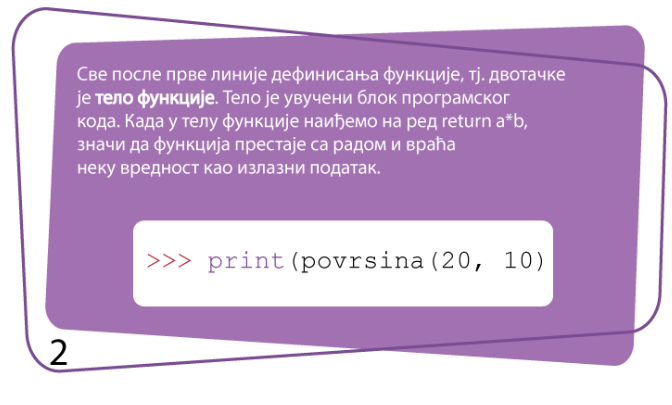 Све после прве линије дефинисања функције, тј. двотачке
је тело функције. Тело је увучени блок програмског
кода. Када у телу функције наиђемо на ред return a*b,
значи да функција престаје са радом и враћа
неку вредност као излазни податак.
>>> print(povrsina(20, 10)
2